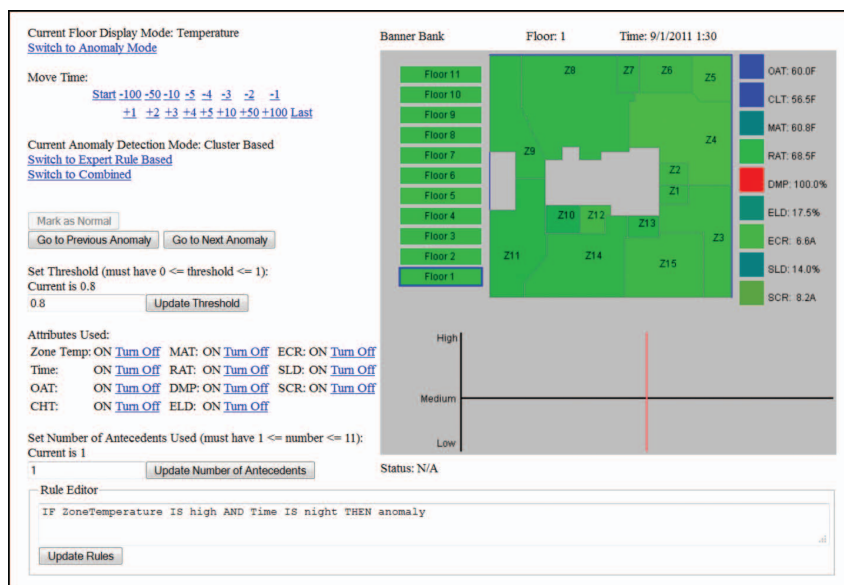 Current Floor Display Mode: Temperature
Switch to Anomaly Mode
Move Time:
Start -100 -50 -10 -5 -4 -3 -2 -1
+1 +2 +3 +4 +5 +10 +50 +100 Last
Current Anomaly Detection Mode: Cluster Based
Switch to Expert Rule Based
Switch to Combined
Mark as Normal
Go to Previous Anomaly Go to Next Anomaly
Set Threshold (must have 0 <= threshold <= 1):
Current is 0.8
0.8 Update Threshold
Attributes Used:
Zone Temp: ON Turn Off MAT: ON Turn Off ECR: ON Turn Off
Time: ON Turn Off RAT: ON Turn Off SLD: ON Turn Off
OAT: ON Turn Off DMP: ON Turn Off SCR: ON Turn Off
CHT: ON Turn Off ELD: ON Turn Off
Set Number of Antecedents Used (must have 1 <= number <= 11):
Current is 1
1 Update Number of Antecedents
Banner Bank Floor: 1 Time: 9/1/2011 1:30
Floor 11
Floor 10
Floor 9
Floor 8
Floor 7
Floor 6
Floor 5
Floor 4
Floor 3
Floor 2
Floor 1
Z8 Z7 Z6 Z5
Z9 Z4
Z2
Z1
Z10 Z12 Z13 Z3
Z11 Z14 Z15
OAT: 60.0F
CLT: 56.5F
MAT: 60.8F
RAT: 68.5F
DMP: 100.0%
ELD: 17.5%
ECR: 6.6A
SLD: 14.0%
SCR: 8.2A
High
Medium
Low
Status: N/A
Rule Editor
IF ZoneTemperature IS high AND Time IS night THEN anomaly
Update Rules